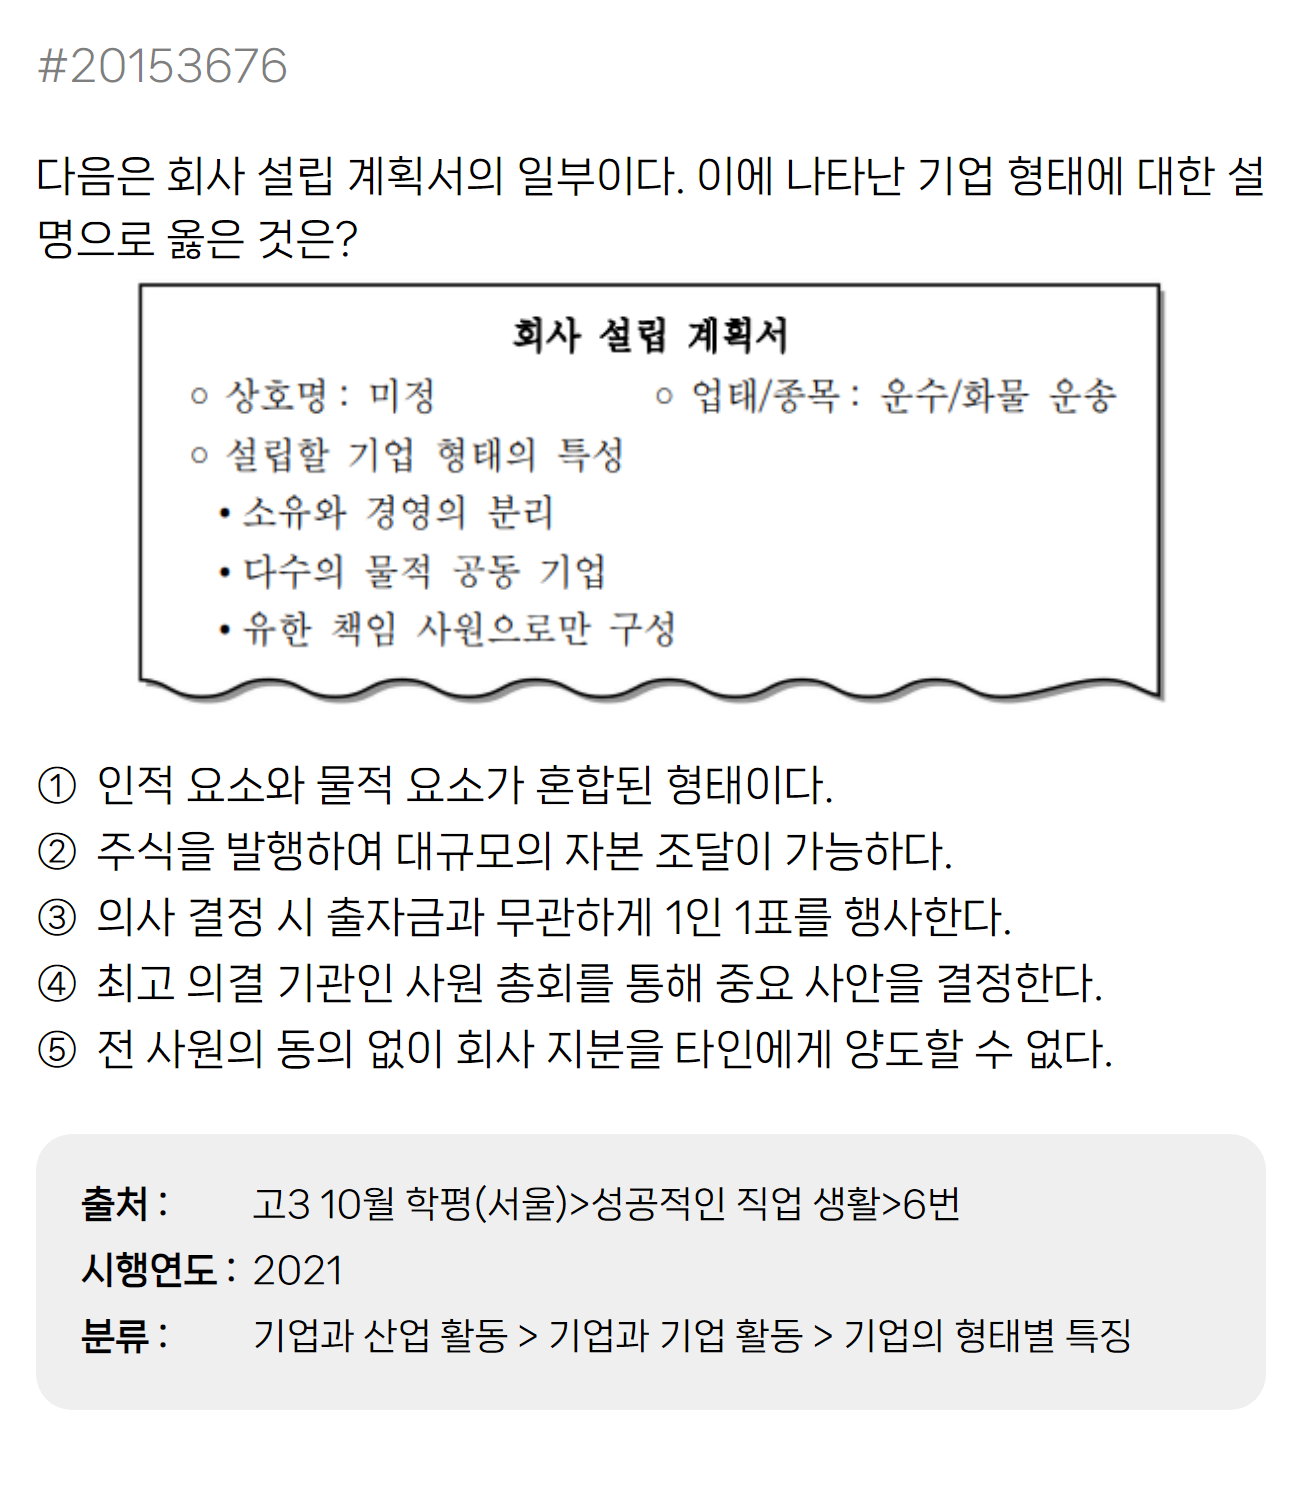 #20153676
다음은 회사 설립 계획서의 일부이다. 이에 나타난 기업 형태에 대한 설
명으로 옳은 것은?
회사 설립 계획서
○ 상호명 : 미정 ○ 업태/종목 : 운수/화물 운송
○ 설립할 기업 형태의 특성
• 소유와 경영의 분리
• 다수의 물적 공동 기업
• 유한 책임 사원으로만 구성
① 인적 요소와 물적 요소가 혼합된 형태이다.
② 주식을 발행하여 대규모의 자본 조달이 가능하다.
③ 의사 결정 시 출자금과 무관하게 1인 1표를 행사한다.
④ 최고 의결 기관인 사원 총회를 통해 중요 사안을 결정한다.
⑤ 전 사원의 동의 없이 회사 지분을 타인에게 양도할 수 없다.
출처 : 고3 10월 학평(서울)>성공적인 직업 생활>6번
시행연도 : 2021
분류 : 기업과 산업 활동 > 기업과 기업 활동 > 기업의 형태별 특징